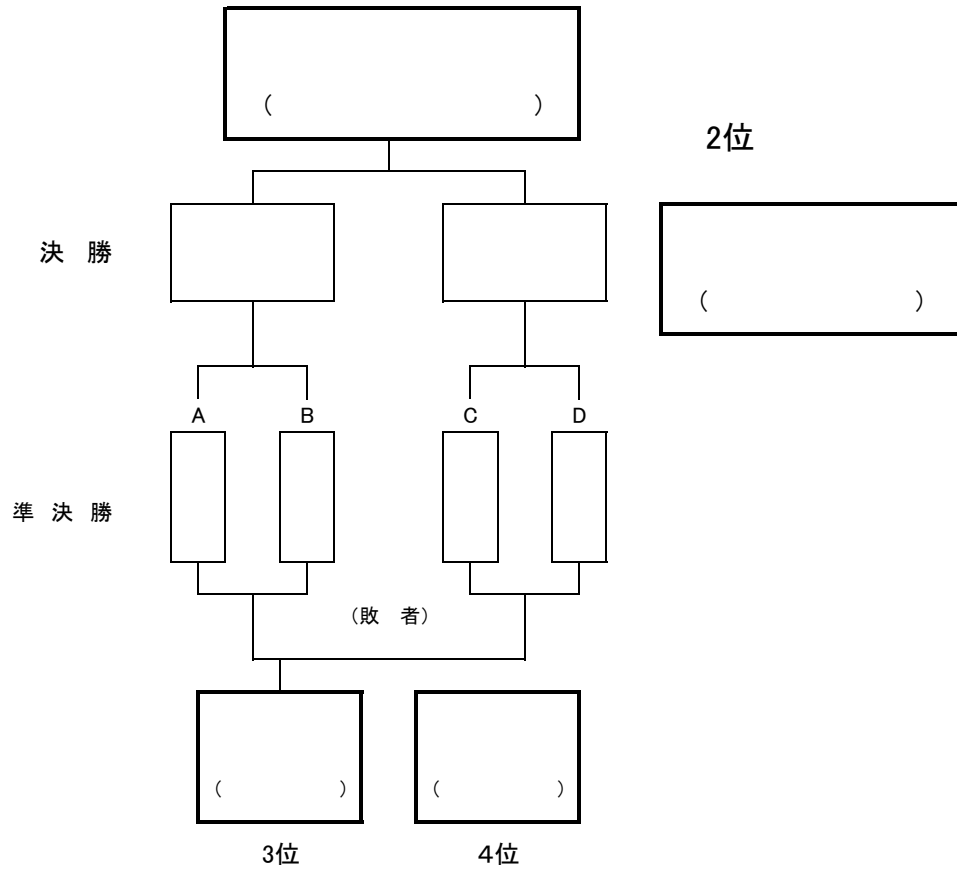 (　　　　　　　　)
2位
決　勝
(　　　　　　　　)
A　B　C　D
準　決　勝
（敗　者）
(　　　　)　(　　　　)
3位　４位